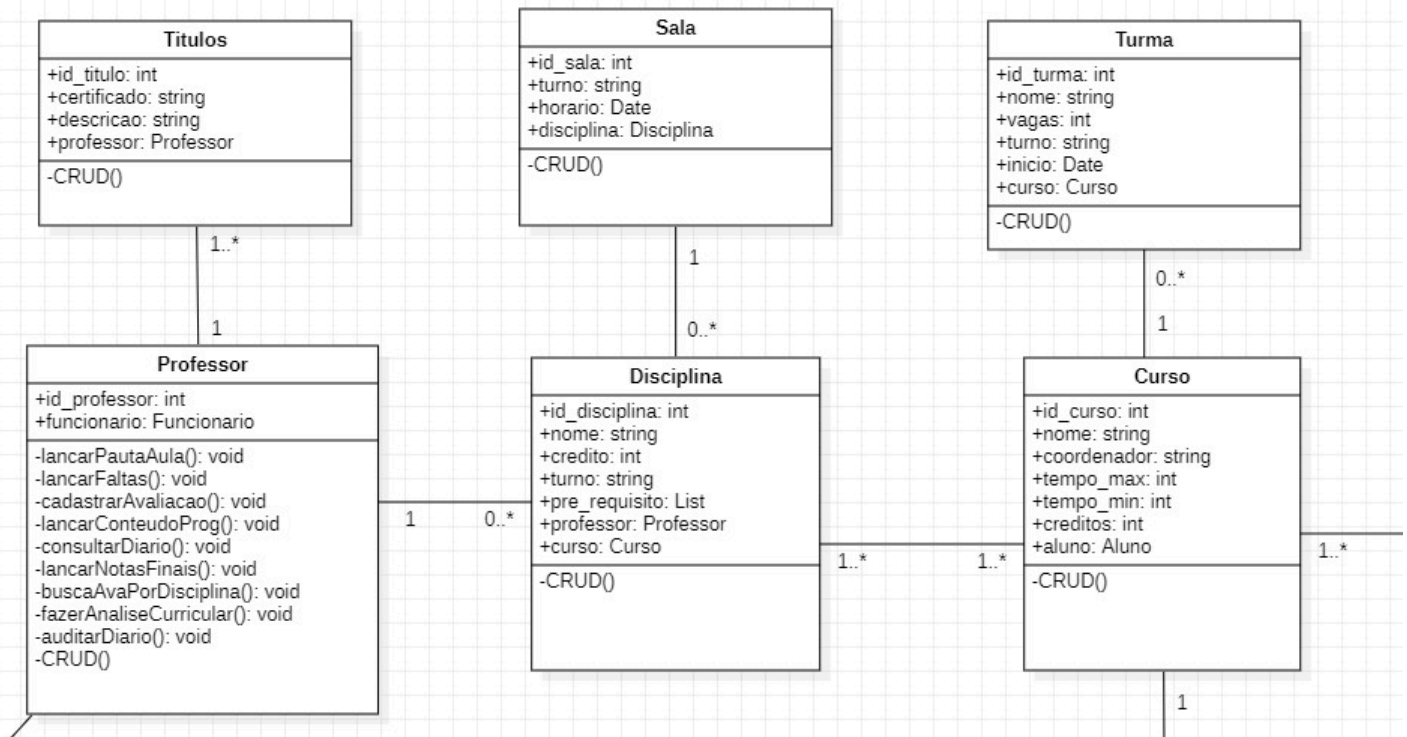 Titulos
+id_titulo: int
+certificado: string
+descricao: string
+professor: Professor
-CRUD()
Sala
+id_sala: int
+turno: string
+horario: Date
+disciplina: Disciplina
-CRUD()
Turma
+id_turma: int
+nome: string
+vagas: int
+turno: string
+inicio: Date
+curso: Curso
-CRUD()
1..*
1
1
0..*
0..*
1
Professor
+id_professor: int
+funcionario: Funcionario
-lancarPautaAula(): void
-lancarFaltas(): void
-cadastrarAvaliacao(): void
-lancarConteudoProg(): void
-consultarDiario(): void
-lancarNotasFinais(): void
-buscaAvaPorDisciplina(): void
-fazerAnaliseCurricular(): void
-auditarDiario(): void
-CRUD()
1
0..*
Disciplina
+id_disciplina: int
+nome: string
+credito: int
+turno: string
+pre_requisito: List
+professor: Professor
+curso: Curso
-CRUD()
1..*
1..*
Curso
+id_curso: int
+nome: string
+coordenador: string
+tempo_max: int
+tempo_min: int
+creditos: int
+aluno: Aluno
-CRUD()
1..*
1